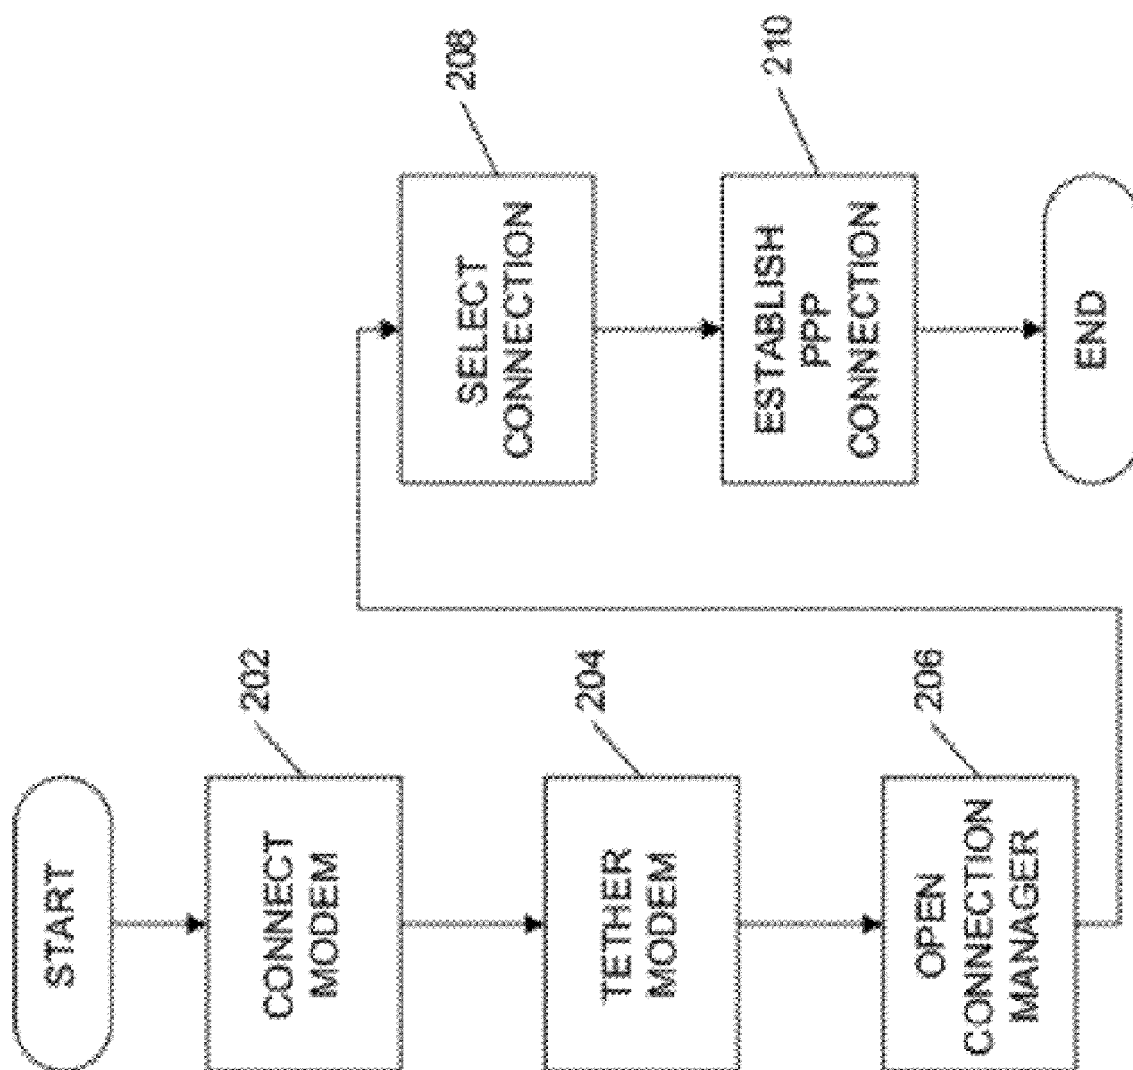 START
CONNECT
MODEM
202
TETHER
MODEM
204
OPEN
CONNECTION
MANAGER
206
SELECT
CONNECTION
208
ESTABLISH
PPP
CONNECTION
210
END